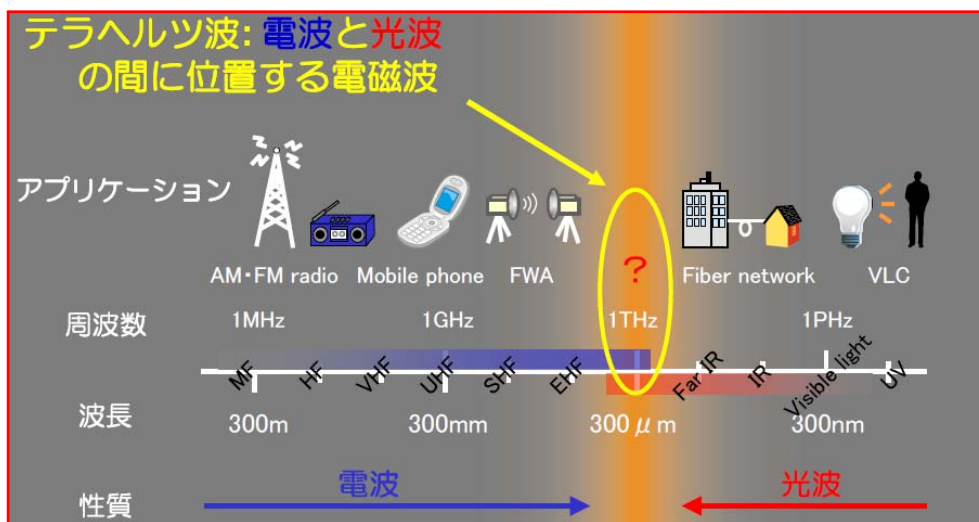 テラヘルツ波: 電波と光波
の間に位置する電磁波
アプリケーション
AM・FM radio Mobile phone FWA ? Fiber network VLC
周波数 1MHz 1GHz 1THz 1PHz
MF HF VHF UHF SHF EHF Far IR IR Visible light UV
波長 300m 300mm 300μm 300nm
性質 電波 光波